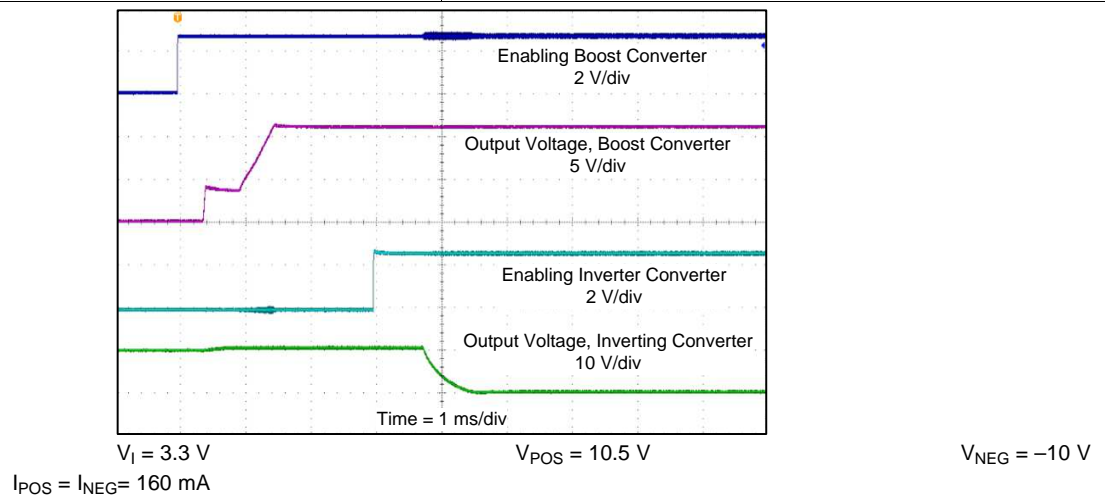 Enabling Boost Converter
2 V/div
Output Voltage, Boost Converter
5 V/div
Enabling Inverter Converter
2 V/div
Output Voltage, Inverting Converter
10 V/div
Time = 1 ms/div
V_I = 3.3 V V_POS = 10.5 V V_NEG = –10 V
I_POS = I_NEG= 160 mA